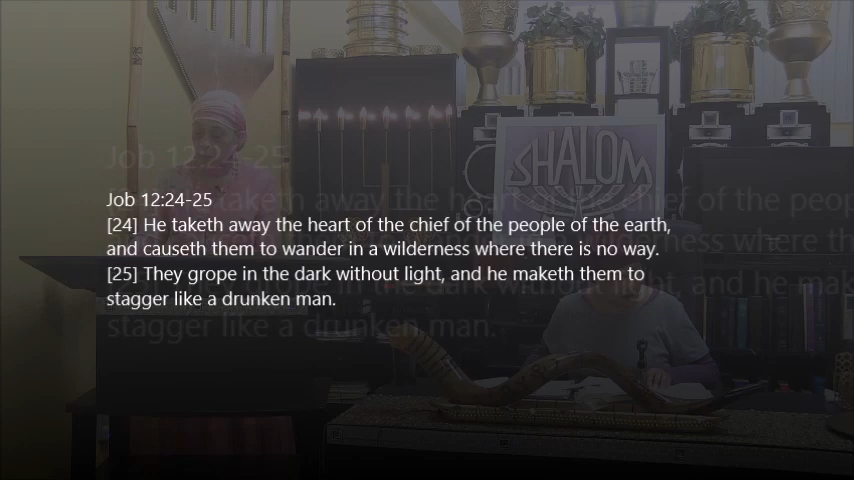 Job 12:24-25
[24] He taketh away the heart of the chief of the people of the earth,
and causeth them to wander in a wilderness where there is no way.
[25] They grope in the dark without light, and he maketh them to
stagger like a drunken man.
SHALOM